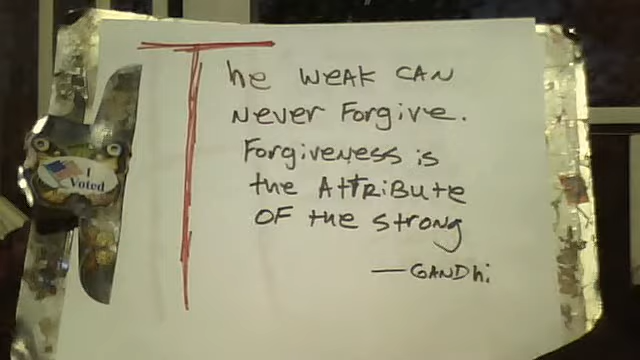 The weak can
never forgive.
Forgiveness is
the attribute
of the strong
—Gandhi
I
Voted